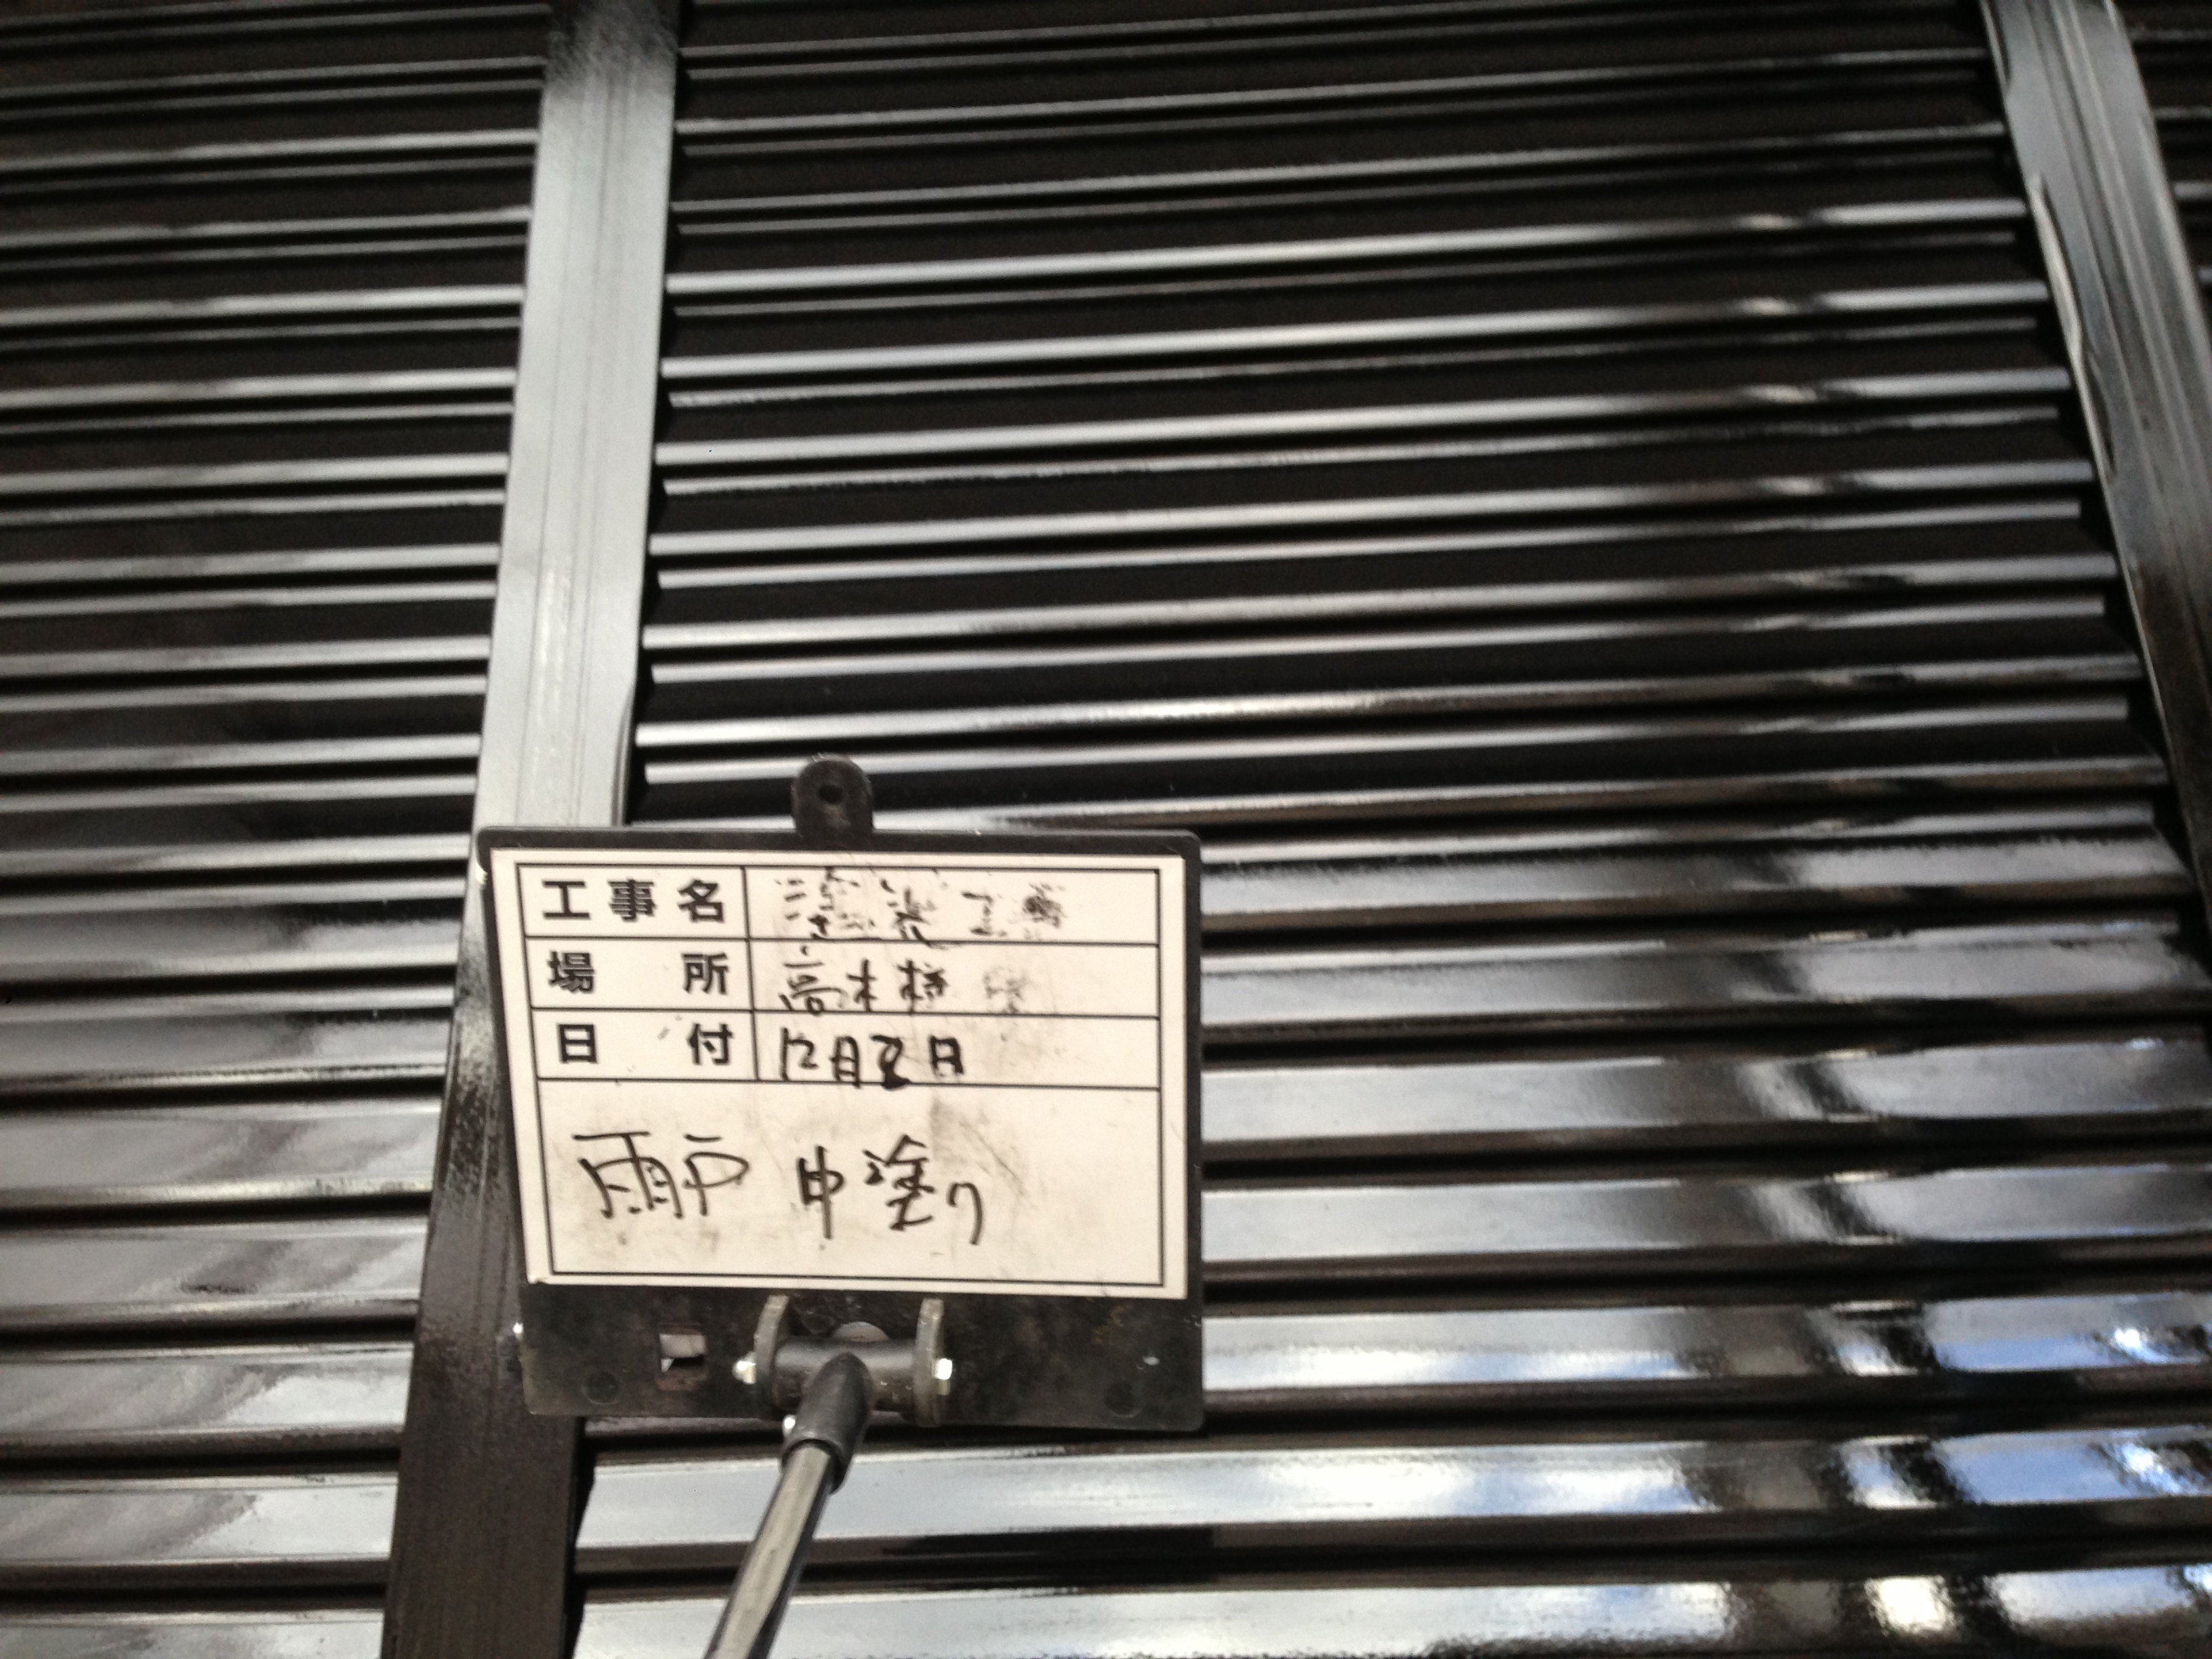 工事名 塗装工事
場所 高木様邸
日付 12月 日
雨戸 中塗り